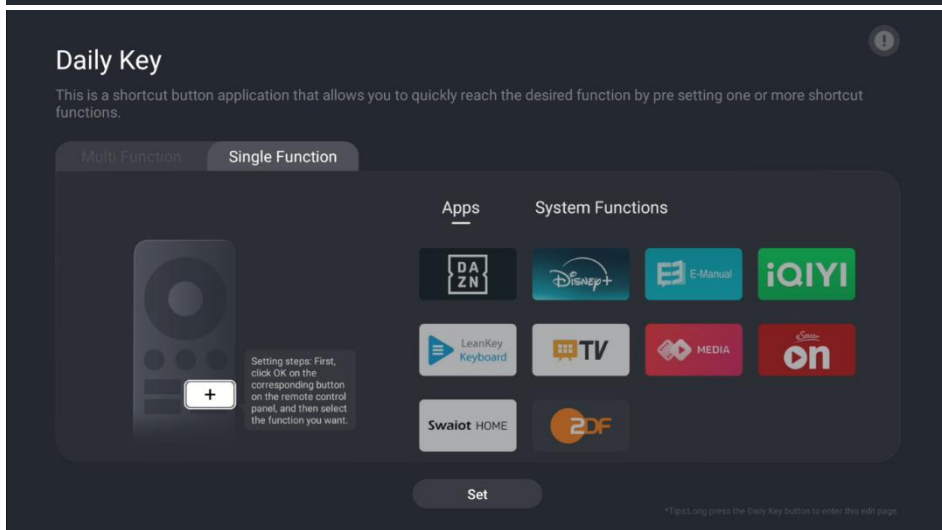 Daily Key
This is a shortcut button application that allows you to quickly reach the desired function by pre setting one or more shortcut
functions.
Multi Function
Single Function
Apps
System Functions
DA
ZN
Disney+
E-Manual
iQIYI
LeanKey
Keyboard
TV
MEDIA
on
Swaiot HOME
ZDF
+
Setting steps: First,
click OK on the
corresponding button
on the remote control
panel, and then select
the function you want.
Set
*Tips:Long press the Daily Key button to enter this edit page